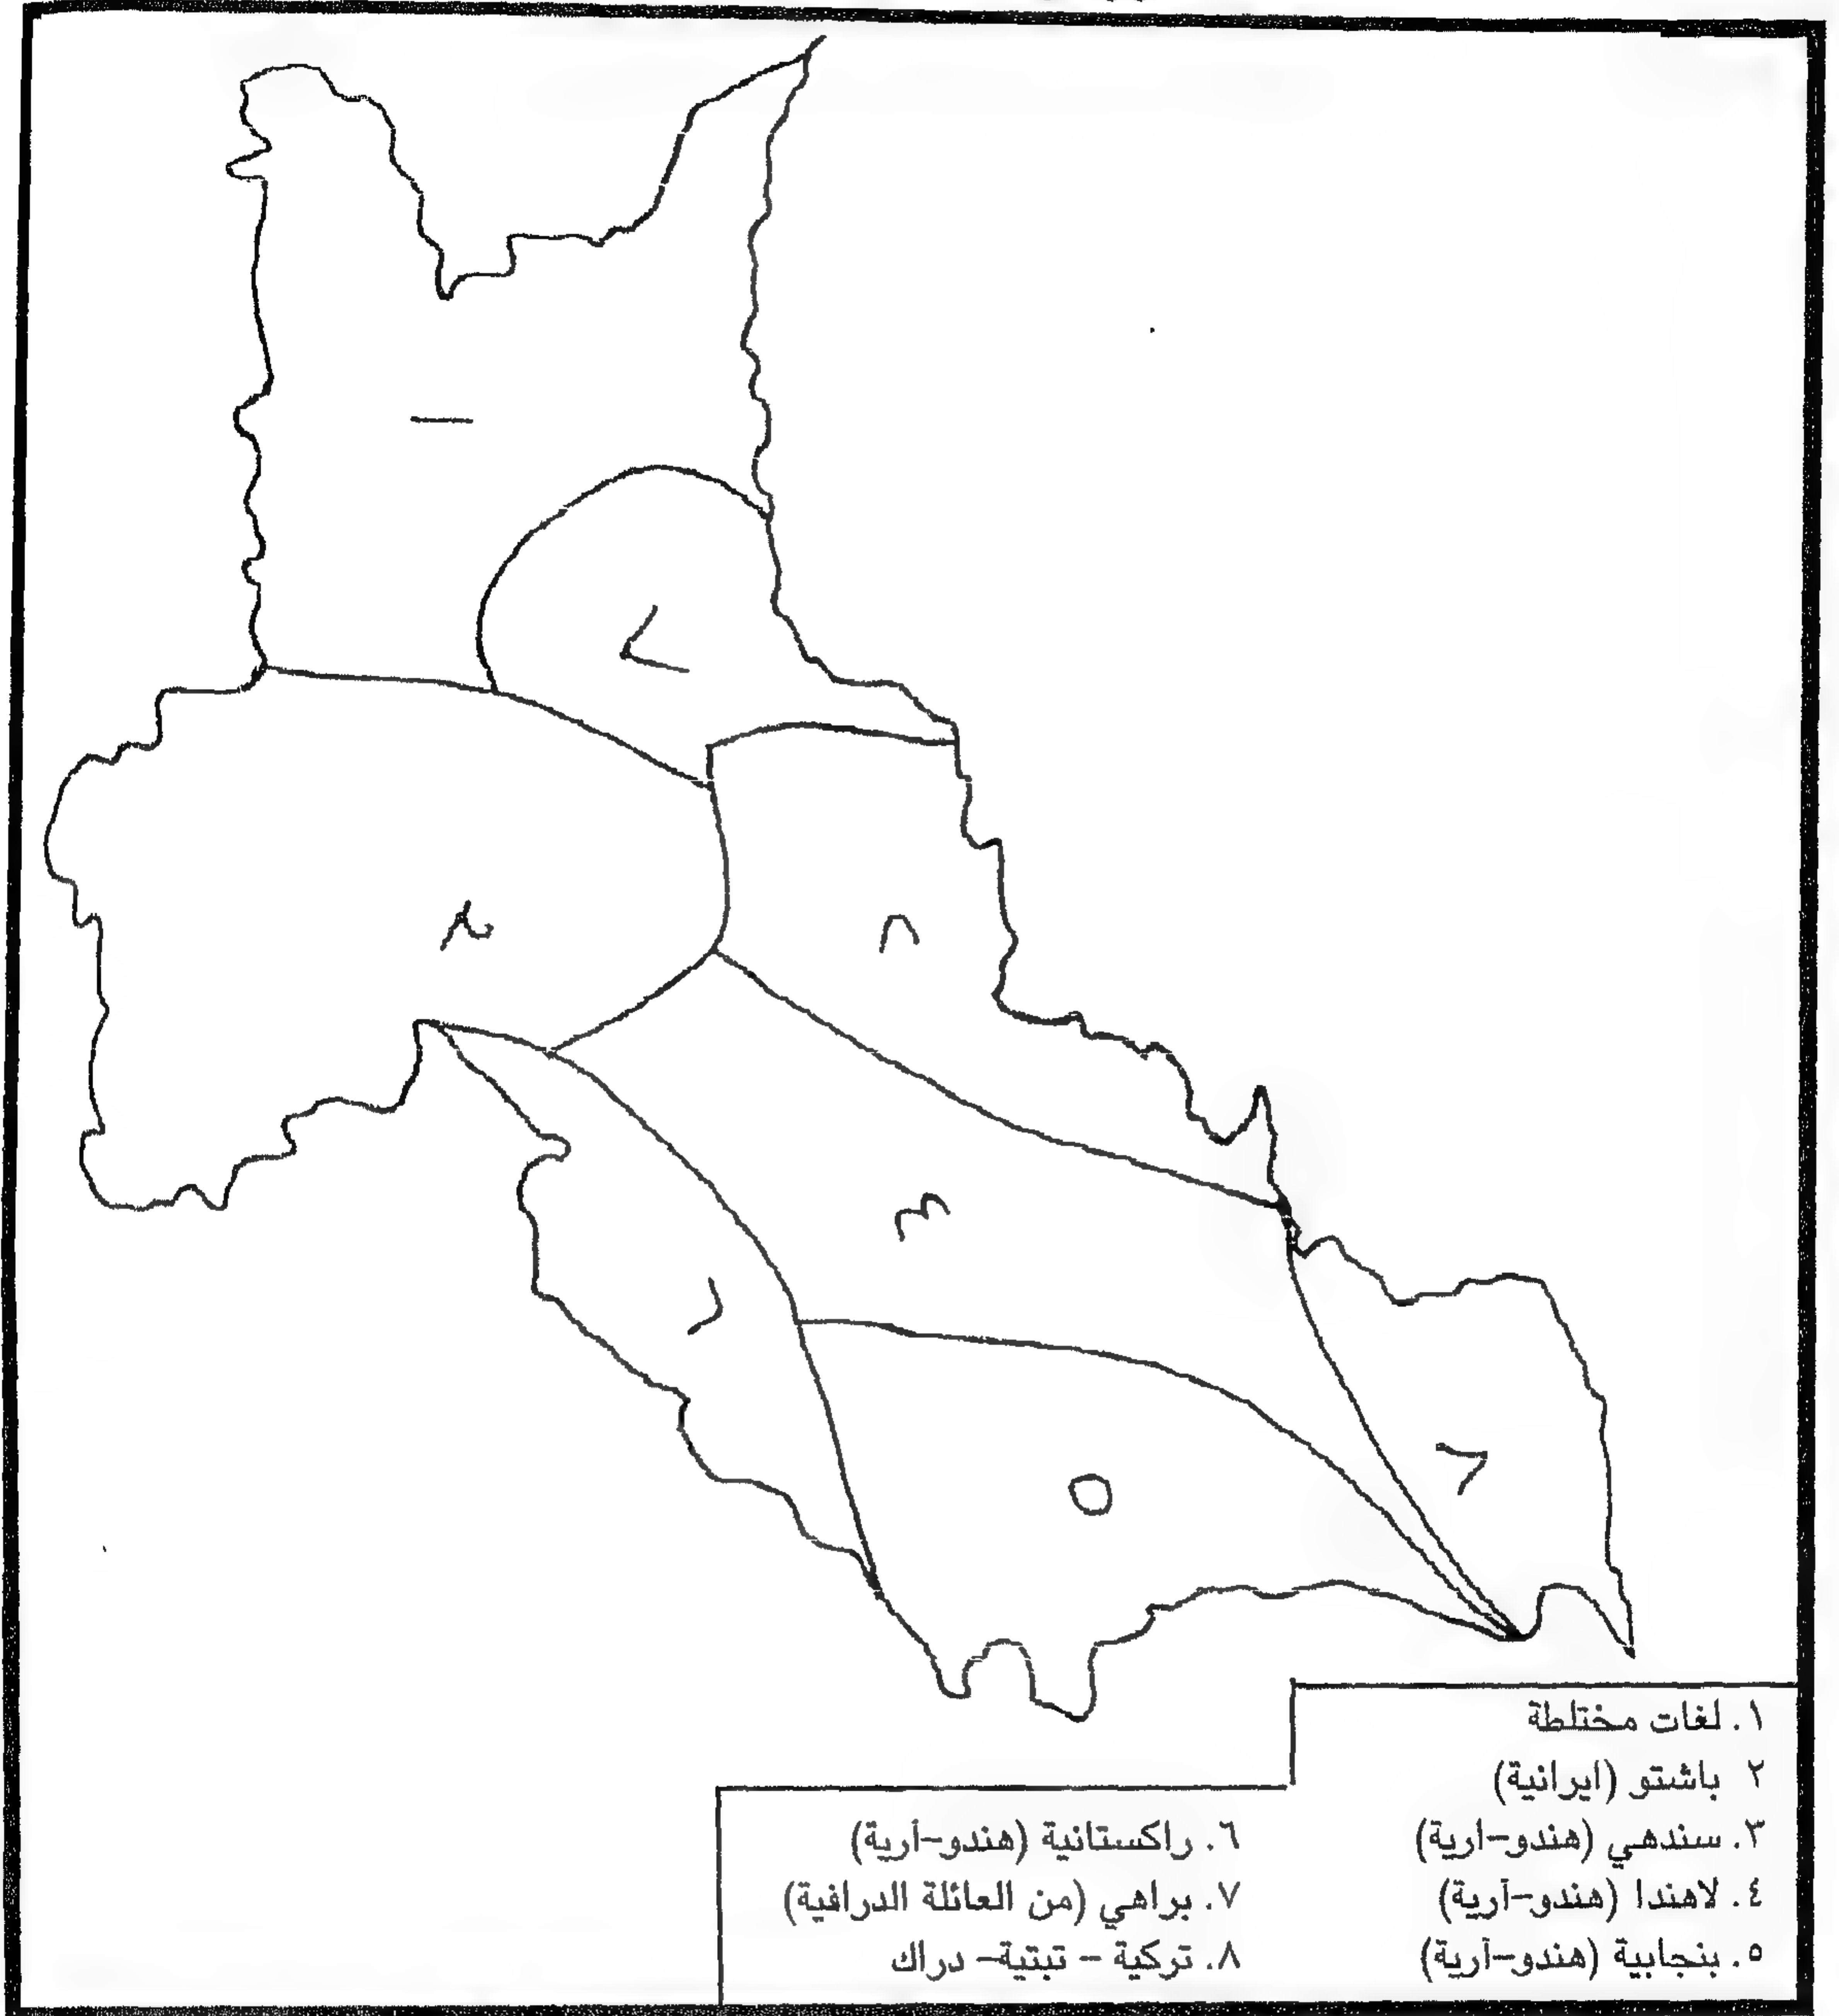 ١. لغات مختلطة
٢ باشتو (ايرانية)
٣. سندهي (هندو-ارية)
٤. لاهندا (هندو-آرية)
٥. بنجابية (هندو-آرية)
٦. راكستانية (هندو-آرية)
٧. براهي (من العائلة الدرافية)
٨. تركية - تبتية- دراك